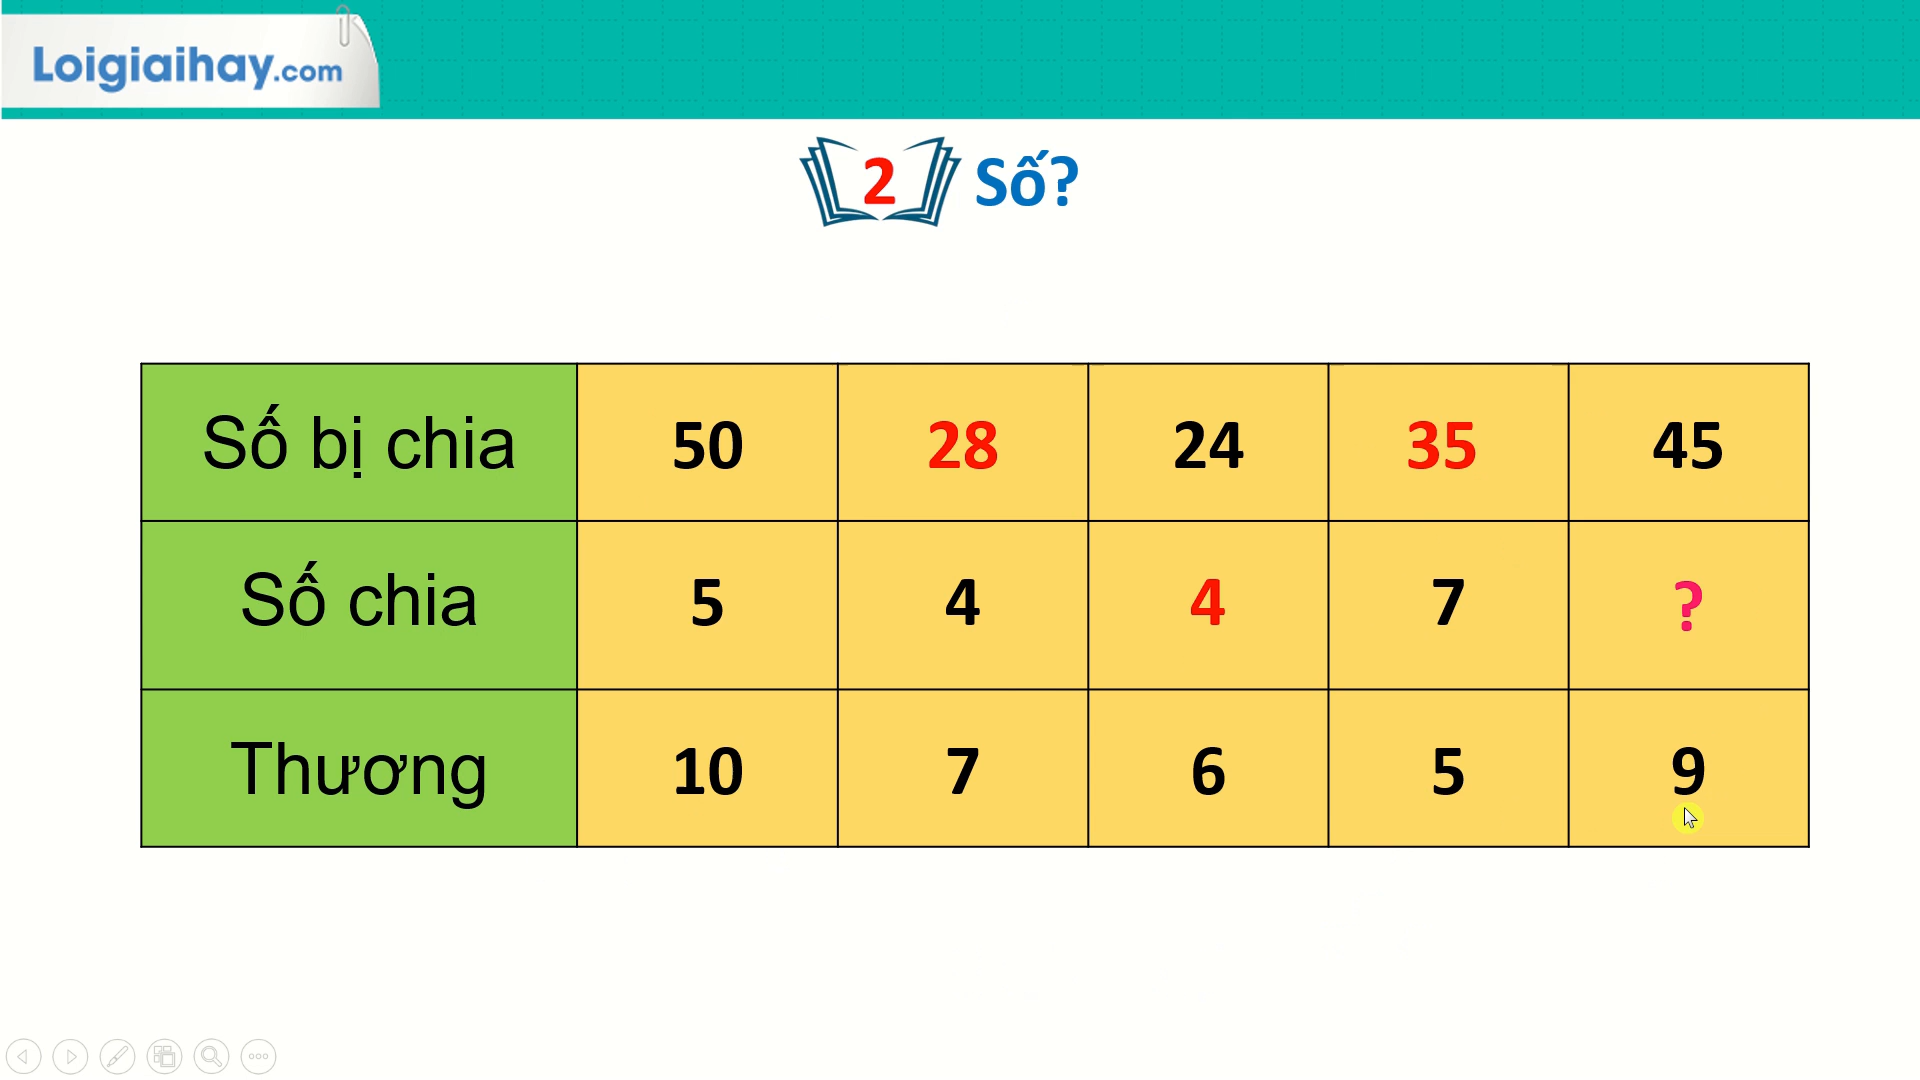 Loigiaihay.com
2 Số?
Số bị chia 50 28 24 35 45
Số chia 5 4 4 7 ?
Thương 10 7 6 5 9